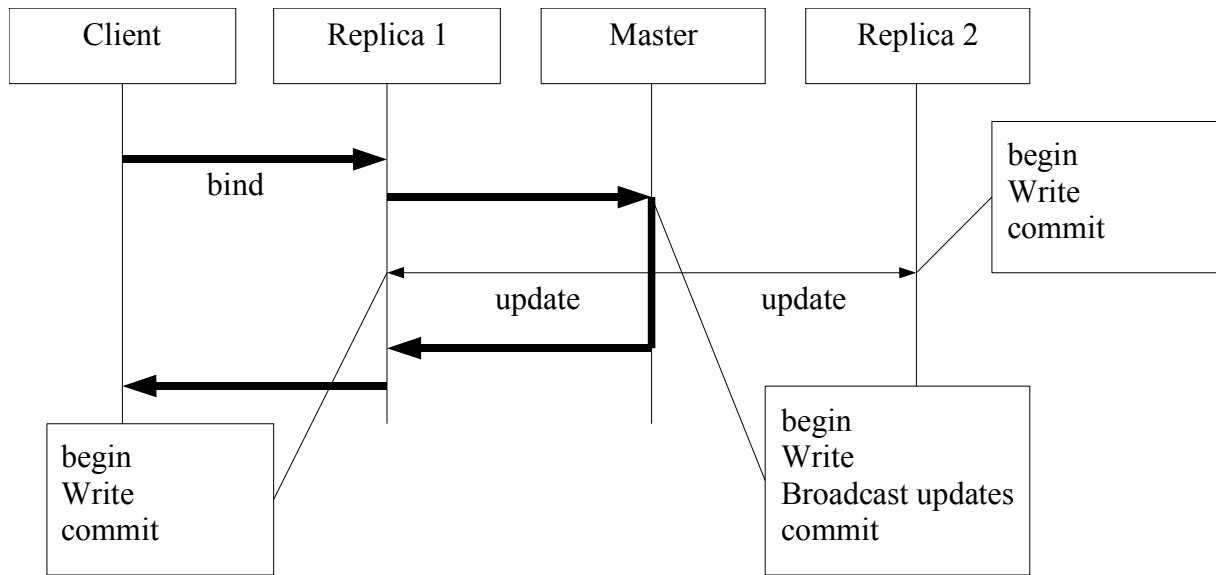 Client
Replica 1
Master
Replica 2
bind
begin
Write
commit
update
update
begin
Write
commit
begin
Write
Broadcast updates
commit